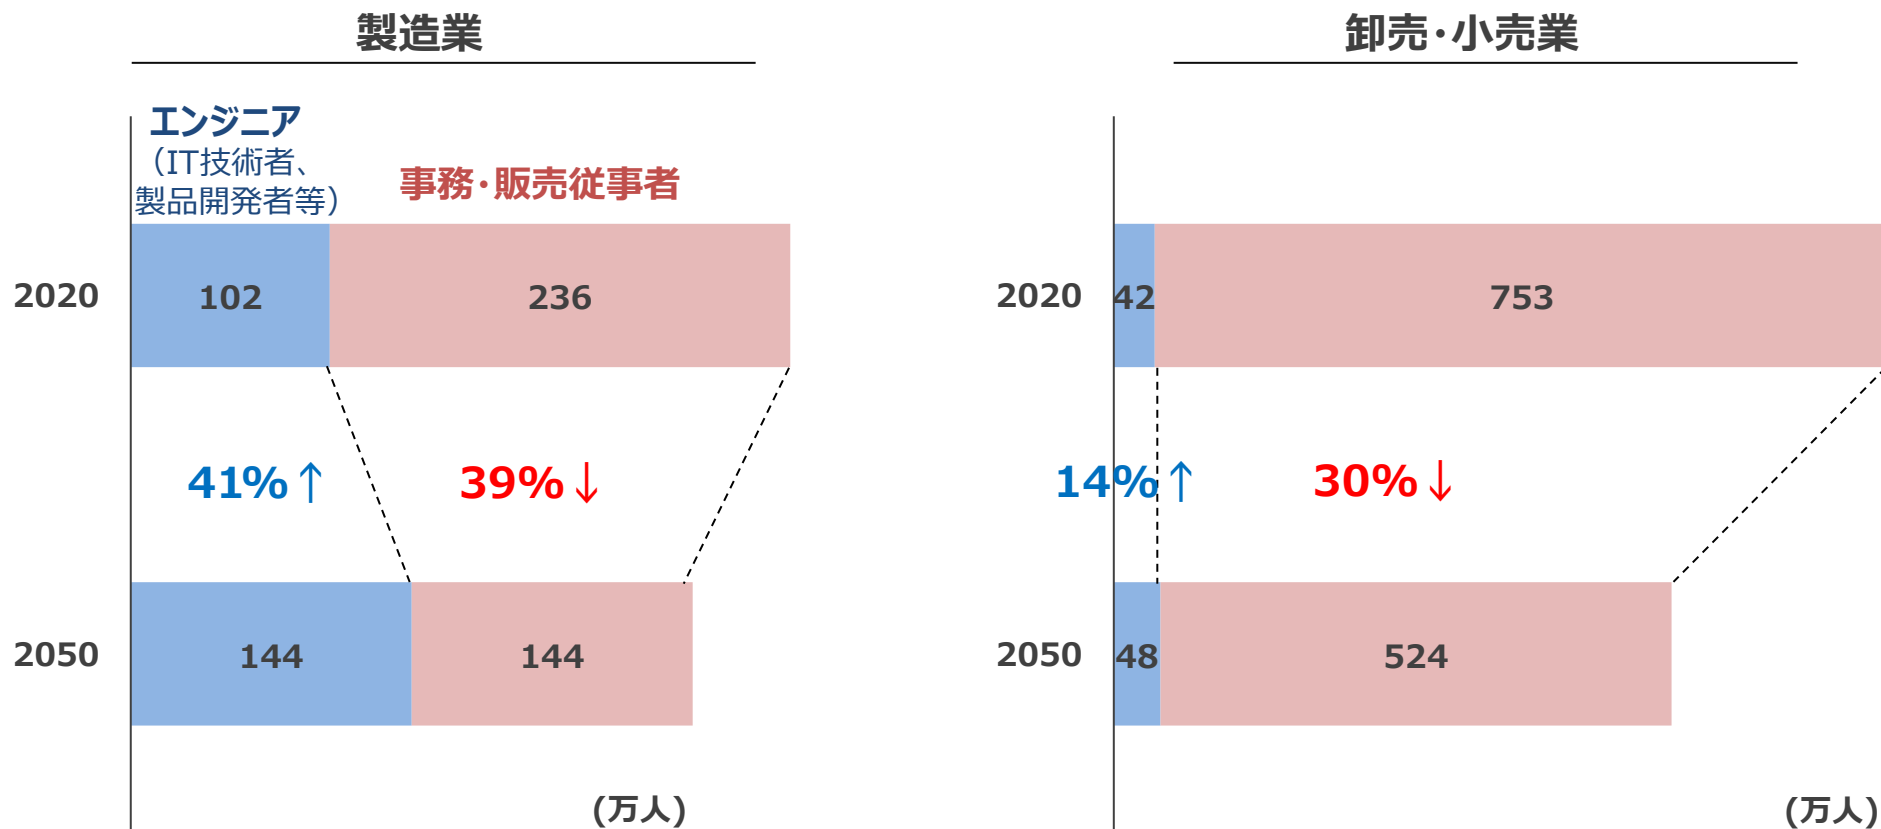 製造業
エンジニア
（IT技術者、
製品開発者等）
事務・販売従事者
2020
102
236
41%↑
39%↓
2050
144
144
(万人)
卸売・小売業
2020
42
753
14%↑
30%↓
2050
48
524
(万人)